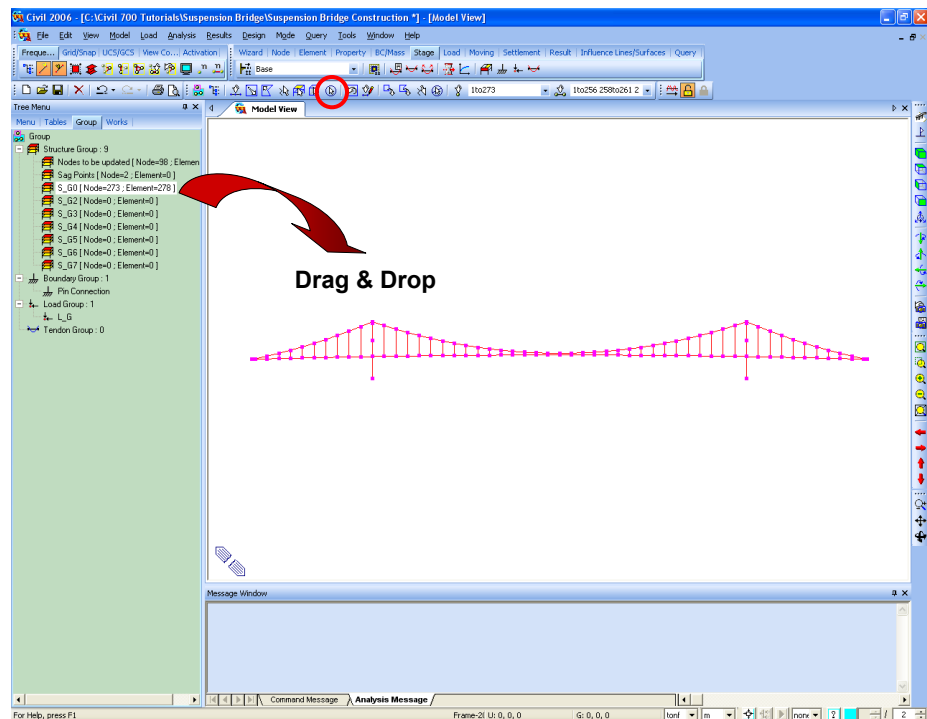 Civil 2006 - [C:\Civil 700 Tutorials\Suspension Bridge\Suspension Bridge Construction *] - [Model View]
File Edit View Model Load Analysis Results Design Mode Query Tools Window Help
Freque... Grid/Snap UCS/GCS View Co... Activation Wizard Node Element Property BC/Mass Stage Load Moving Settlement Result Influence Lines/Surfaces Query
Base
1to273 1to256 258to261 2
Tree Menu
Model View
Menu Tables Group Works
Group
Structure Group : 9
Nodes to be updated [ Node=98 ; Elemen
Sag Points [ Node=2 ; Element=0 ]
S_G0 [ Node=273 ; Element=278 ]
S_G2 [ Node=0 ; Element=0 ]
S_G3 [ Node=0 ; Element=0 ]
S_G4 [ Node=0 ; Element=0 ]
S_G5 [ Node=0 ; Element=0 ]
S_G6 [ Node=0 ; Element=0 ]
S_G7 [ Node=0 ; Element=0 ]
Boundary Group : 1
Pin Connection
Load Group : 1
L_G
Tendon Group : 0
Drag & Drop
Message Window
Command Message Analysis Message
For Help, press F1 Frame-2( U: 0, 0, 0 G: 0, 0, 0 tonf m none ? / 2